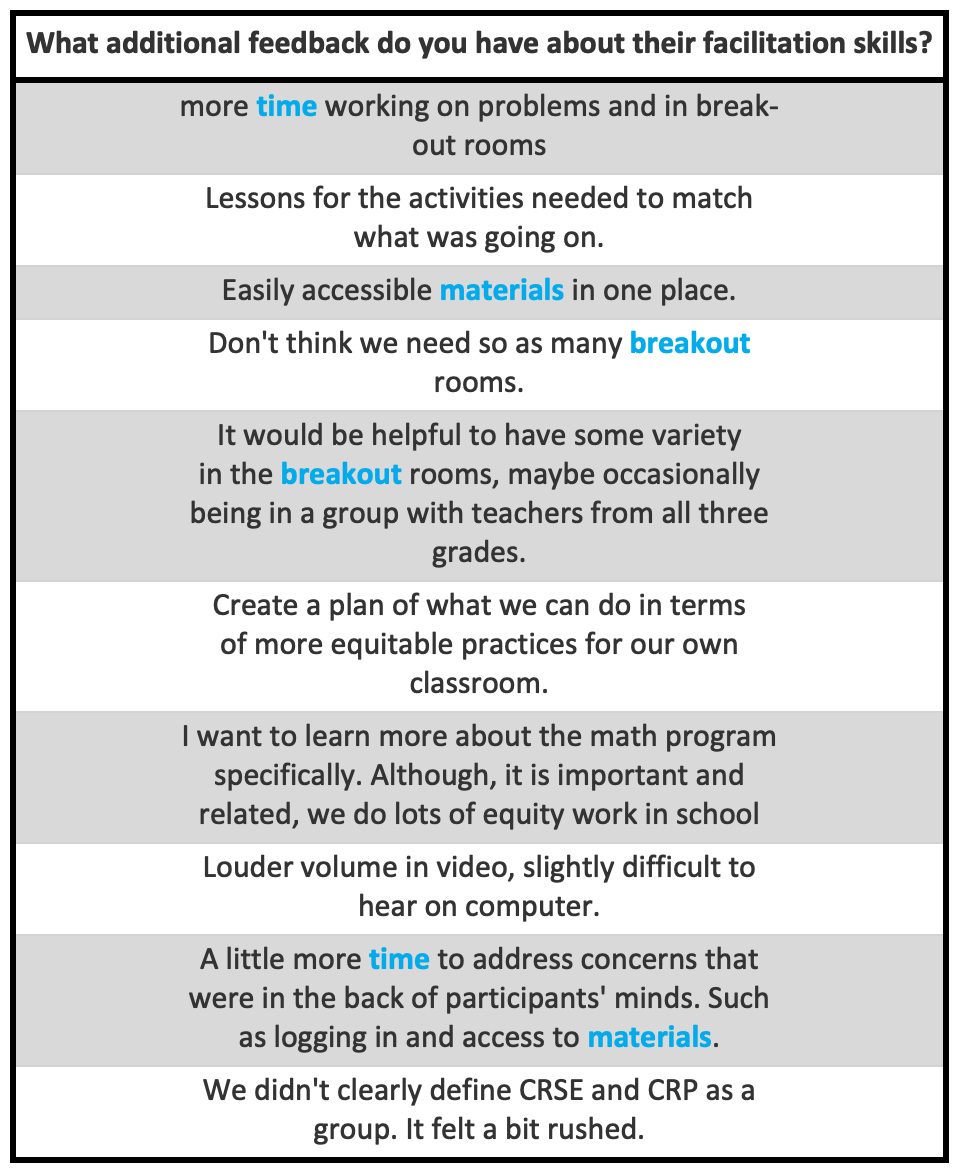 What additional feedback do you have about their facilitation skills?
more time working on problems and in break-
out rooms
Lessons for the activities needed to match
what was going on.
Easily accessible materials in one place.
Don't think we need so as many breakout
rooms.
It would be helpful to have some variety
in the breakout rooms, maybe occasionally
being in a group with teachers from all three
grades.
Create a plan of what we can do in terms
of more equitable practices for our own
classroom.
I want to learn more about the math program
specifically. Although, it is important and
related, we do lots of equity work in school
Louder volume in video, slightly difficult to
hear on computer.
A little more time to address concerns that
were in the back of participants' minds. Such
as logging in and access to materials.
We didn't clearly define CRSE and CRP as a
group. It felt a bit rushed.